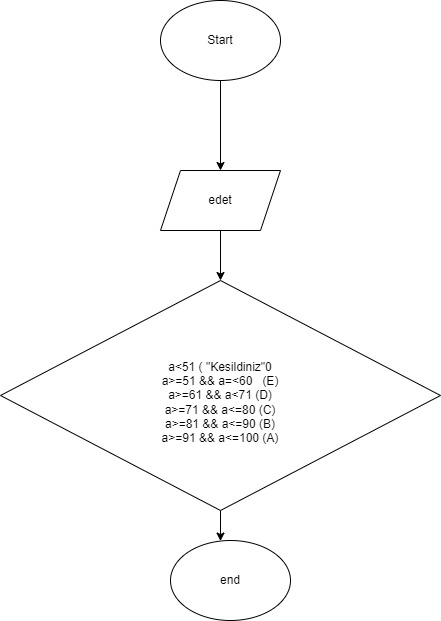 Start
edet
a<51 ( "Kesildiniz"0
a>=51 && a=<60 (E)
a>=61 && a<71 (D)
a>=71 && a<=80 (C)
a>=81 && a<=90 (B)
a>=91 && a<=100 (A)
end